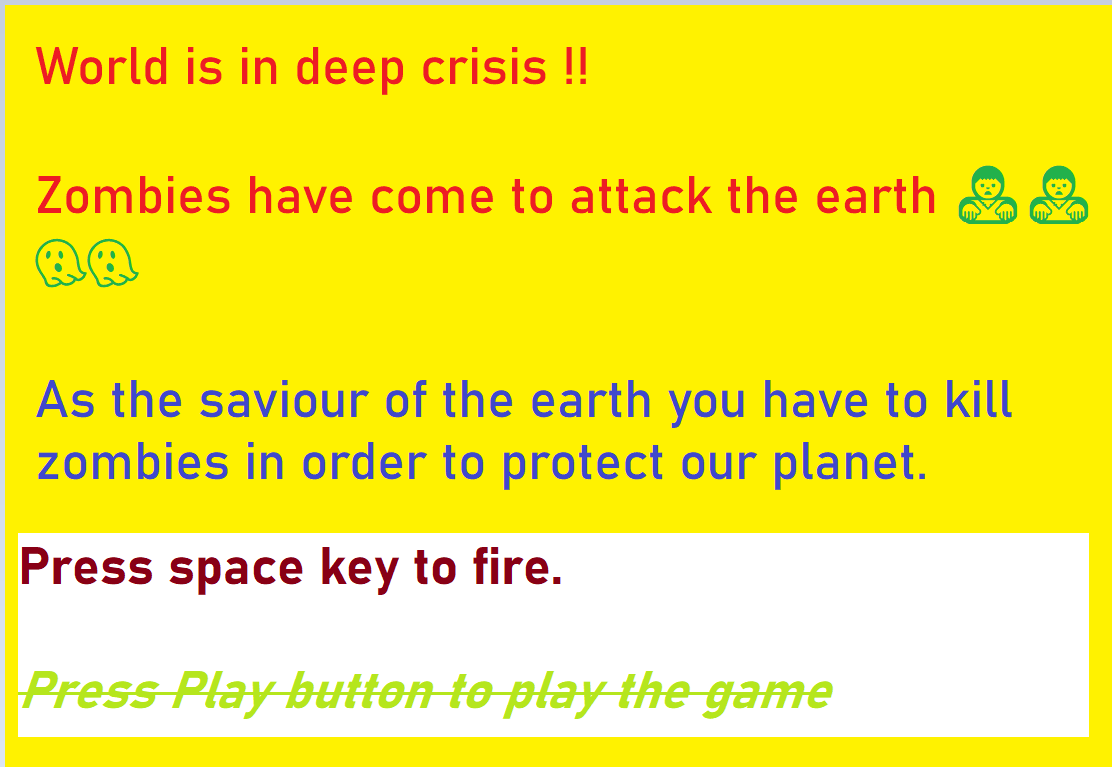 World is in deep crisis !!
Zombies have come to attack the earth 🧟‍♂️🧟‍♂️
👻👻
As the saviour of the earth you have to kill
zombies in order to protect our planet.
Press space key to fire.
Press Play button to play the game